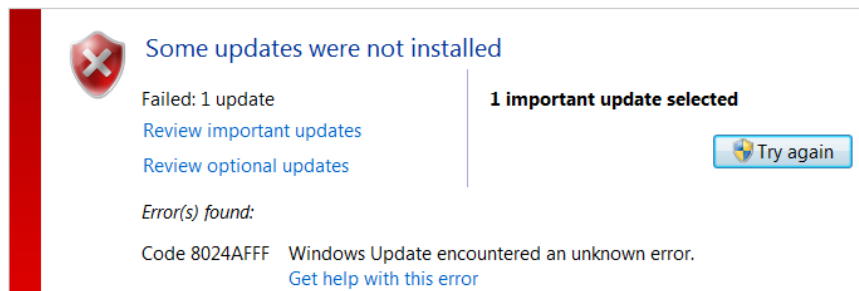 Some updates were not installed
Failed: 1 update
1 important update selected
Review important updates
Try again
Review optional updates
Error(s) found:
Code 8024AFFF Windows Update encountered an unknown error.
Get help with this error